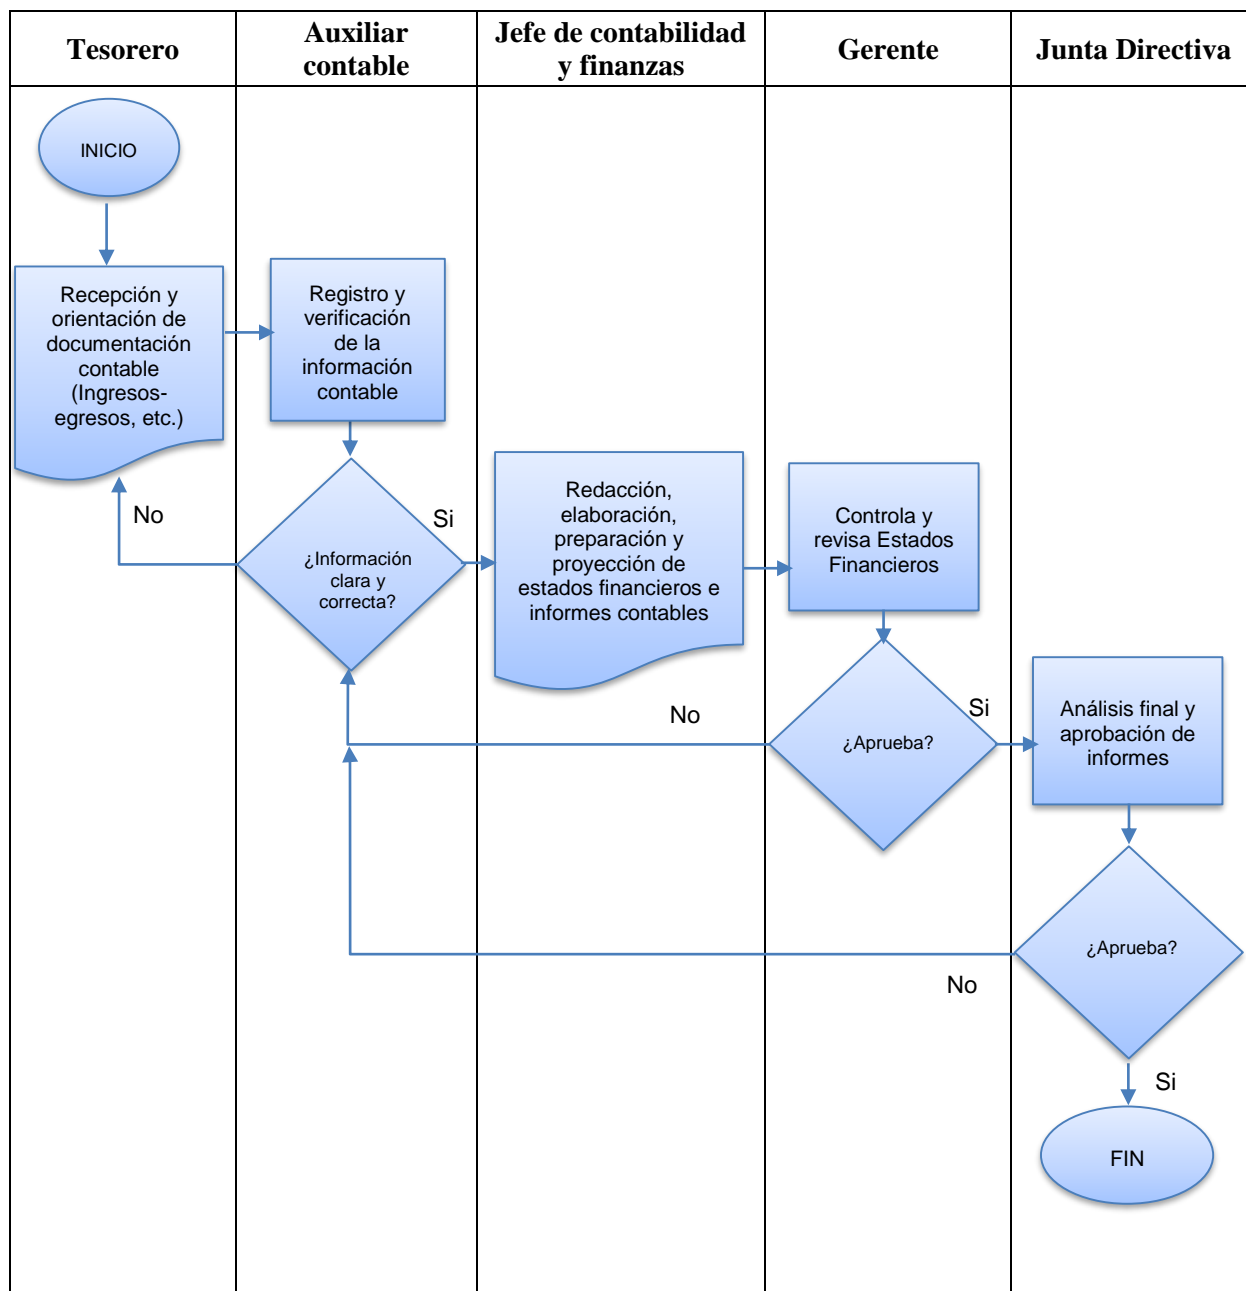 Tesorero
Auxiliar
contable
Jefe de contabilidad
y finanzas
Gerente
Junta Directiva
INICIO
Recepción y
orientación de
documentación
contable
(Ingresos-
egresos, etc.)
Registro y
verificación
de la
información
contable
No
¿Información
clara y
correcta?
Si
Redacción,
elaboración,
preparación y
proyección de
estados financieros e
informes contables
Controla y
revisa Estados
Financieros
No
¿Aprueba?
Si
Análisis final y
aprobación de
informes
¿Aprueba?
No
Si
FIN